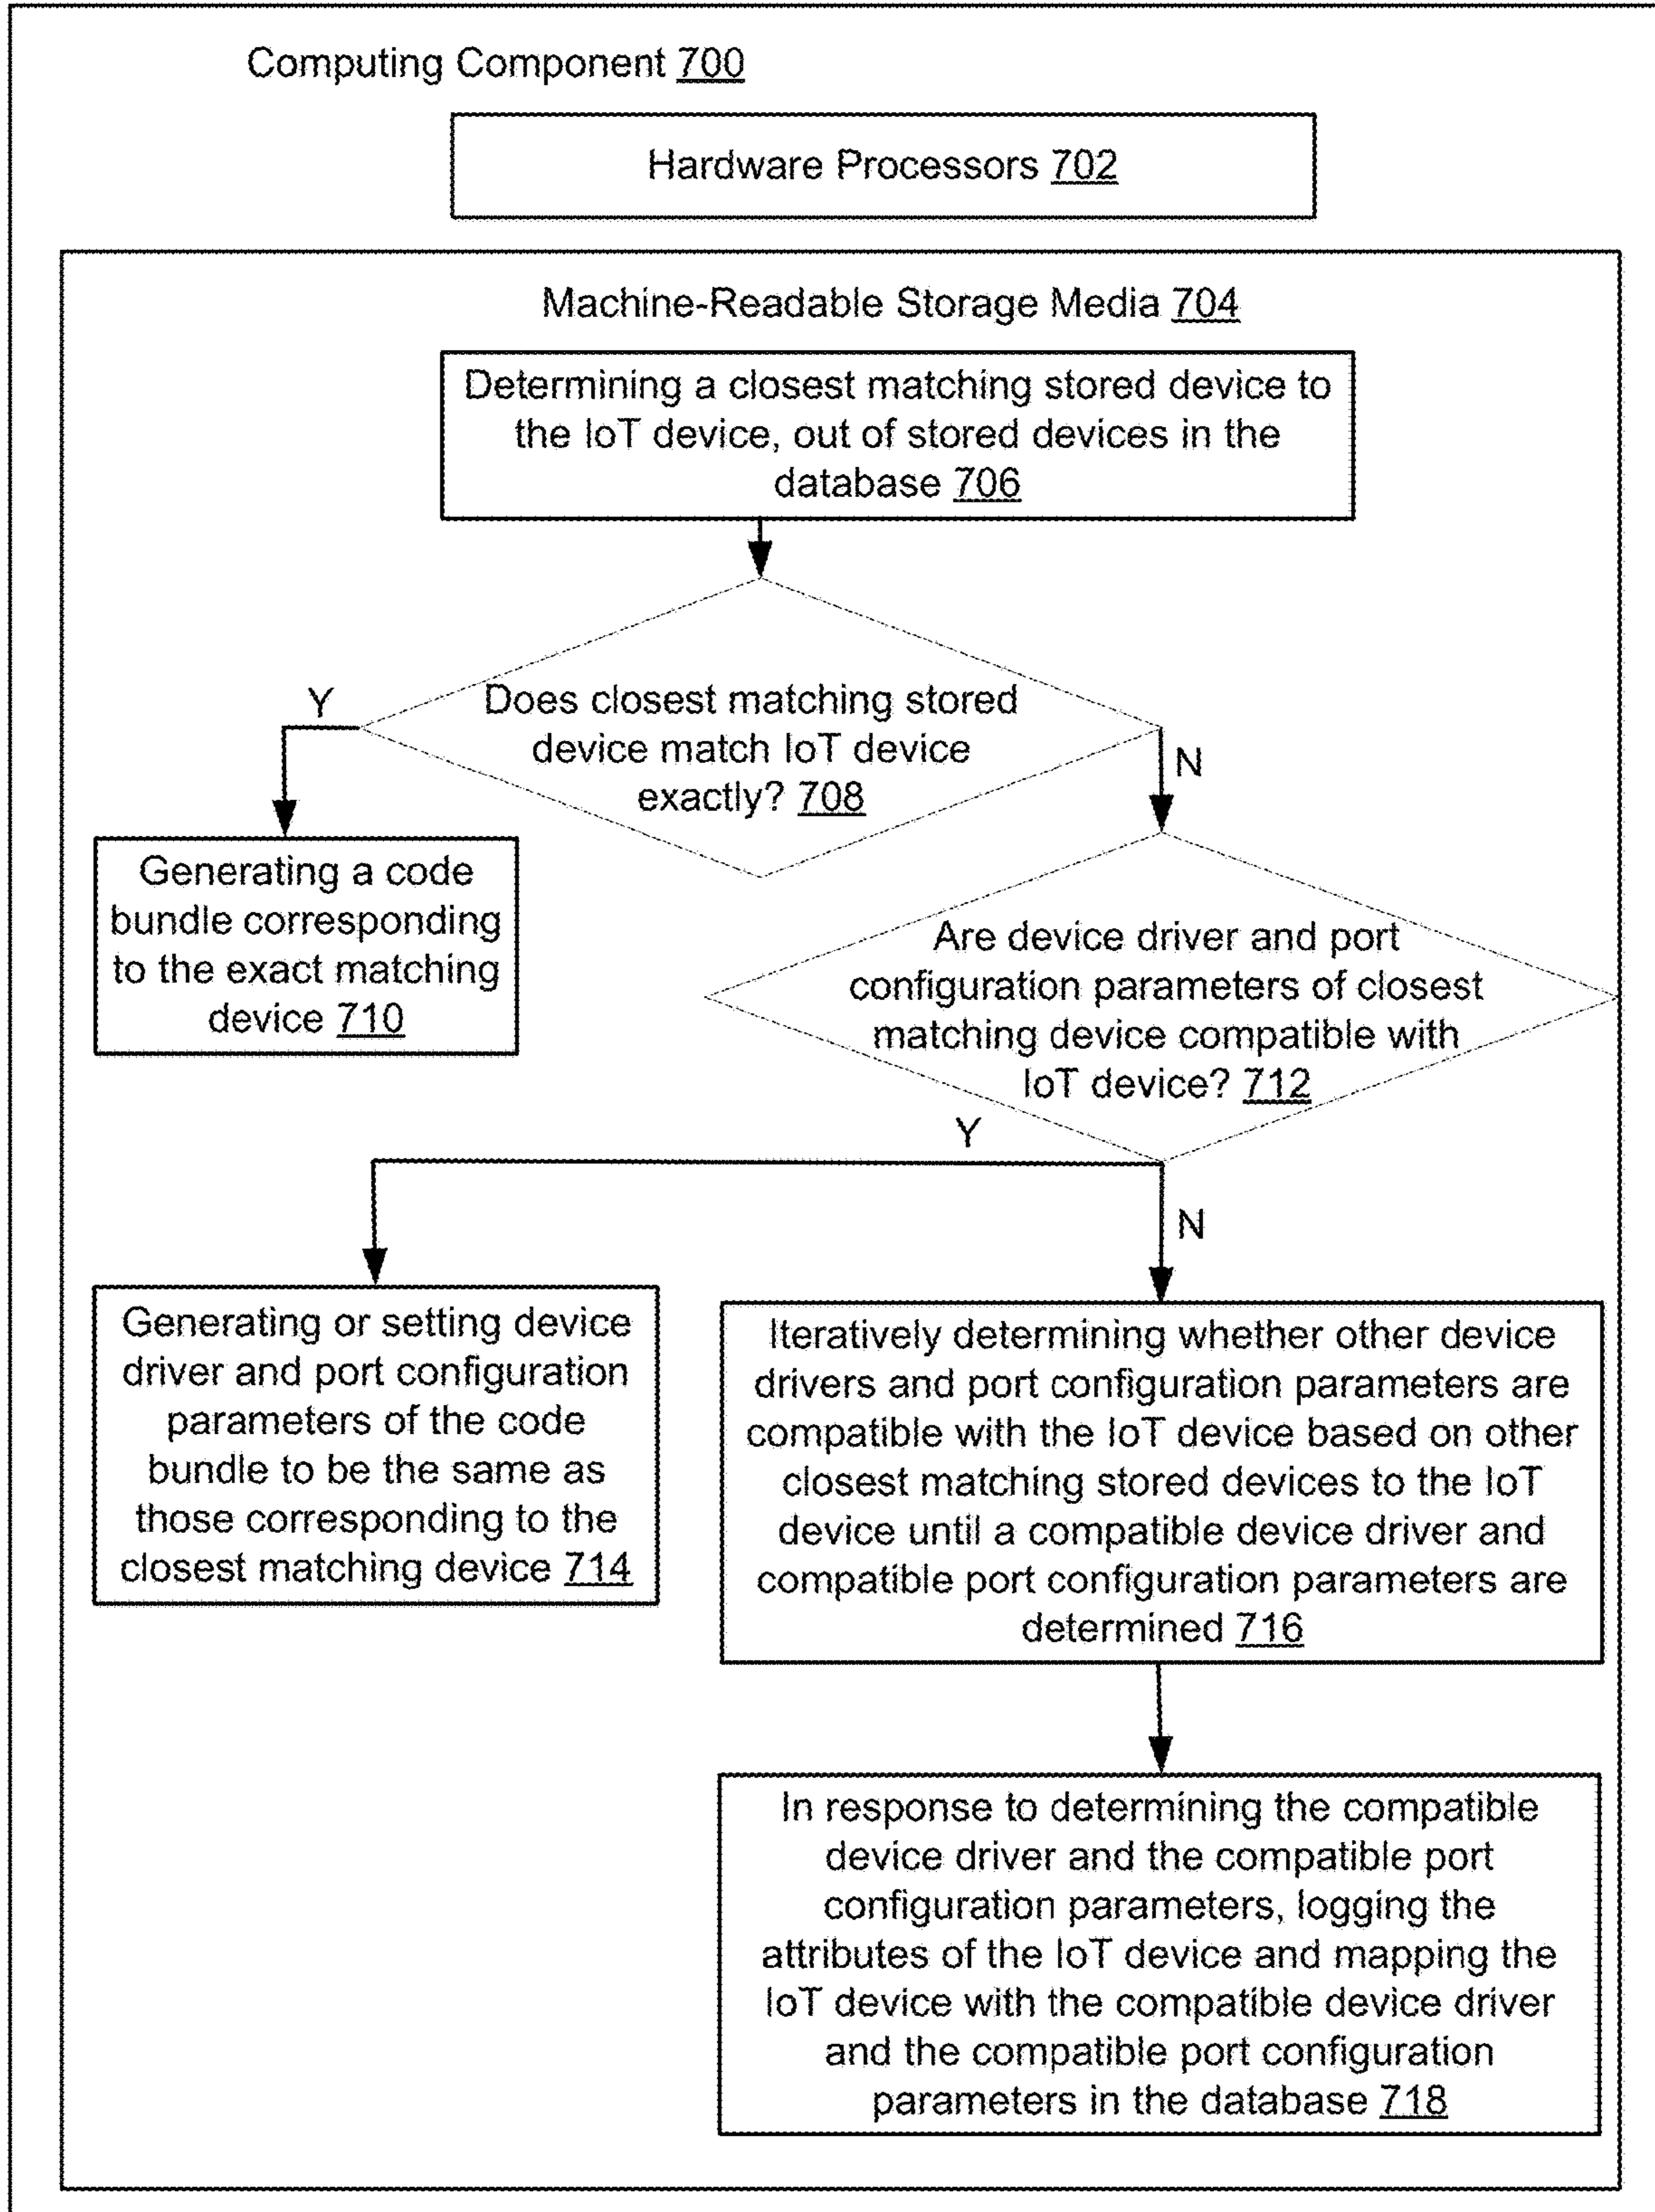 Computing Component 700
Hardware Processors 702
Machine-Readable Storage Media 704
Determining a closest matching stored device to
the IoT device, out of stored devices in the
database 706
Does closest matching stored
device match IoT device
exactly? 708
Y
N
Generating a code
bundle corresponding
to the exact matching
device 710
Are device driver and port
configuration parameters of closest
matching device compatible with
IoT device? 712
Y
N
Generating or setting device
driver and port configuration
parameters of the code
bundle to be the same as
those corresponding to the
closest matching device 714
Iteratively determining whether other device
drivers and port configuration parameters are
compatible with the IoT device based on other
closest matching stored devices to the IoT
device until a compatible device driver and
compatible port configuration parameters are
determined 716
In response to determining the compatible
device driver and the compatible port
configuration parameters, logging the
attributes of the IoT device and mapping the
IoT device with the compatible device driver
and the compatible port configuration
parameters in the database 718